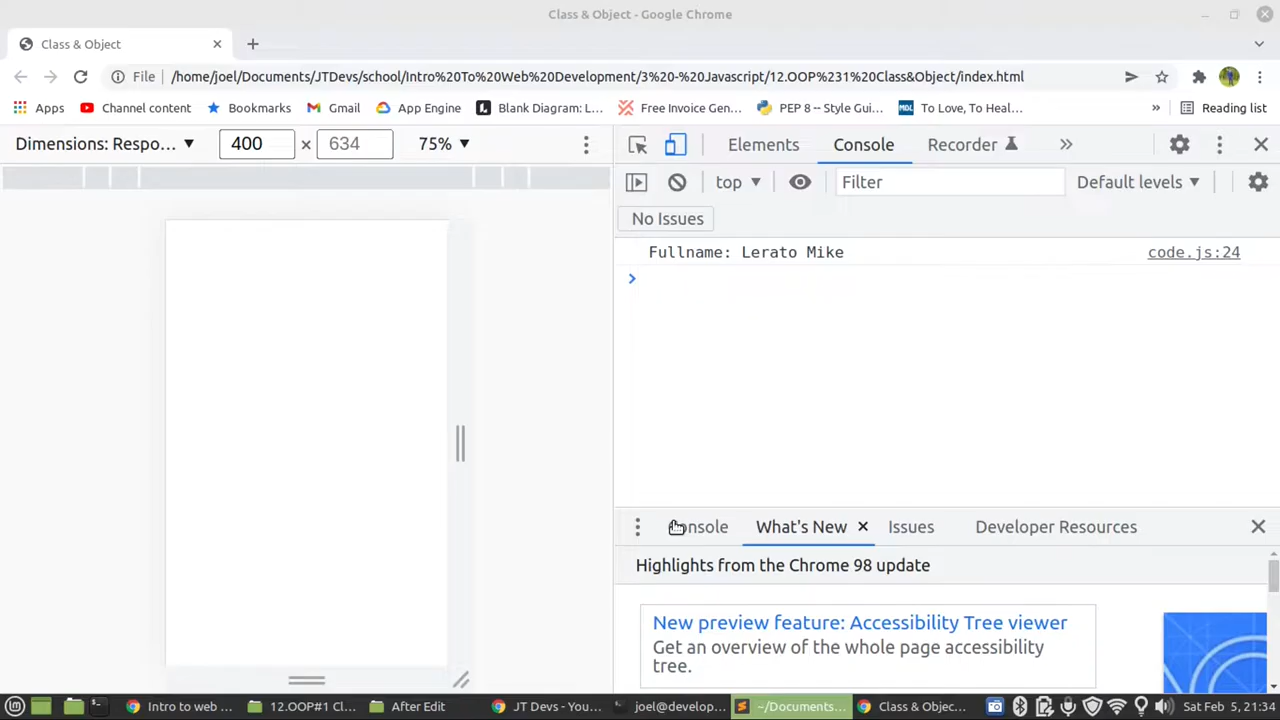 Class & Object - Google Chrome
Class & Object
File /home/joel/Documents/JTDevs/school/Intro%20To%20Web%20Development/3%20-%20Javascript/12.OOP%231%20Class&Object/index.html
Apps Channel content Bookmarks Gmail App Engine Blank Diagram: L... Free Invoice Gen... PEP 8 -- Style Gui... MDL To Love, To Heal... » Reading list
Dimensions: Respo... 400 × 634 75%
Elements Console Recorder »
top Filter Default levels
No Issues
Fullname: Lerato Mike code.js:24
Console What's New Issues Developer Resources
Highlights from the Chrome 98 update
New preview feature: Accessibility Tree viewer
Get an overview of the whole page accessibility
tree.
Intro to web ... 12.OOP#1 Cl... After Edit JT Devs - You... joel@develop... ~/Documents... Class & Objec... Sat Feb 5, 21:34